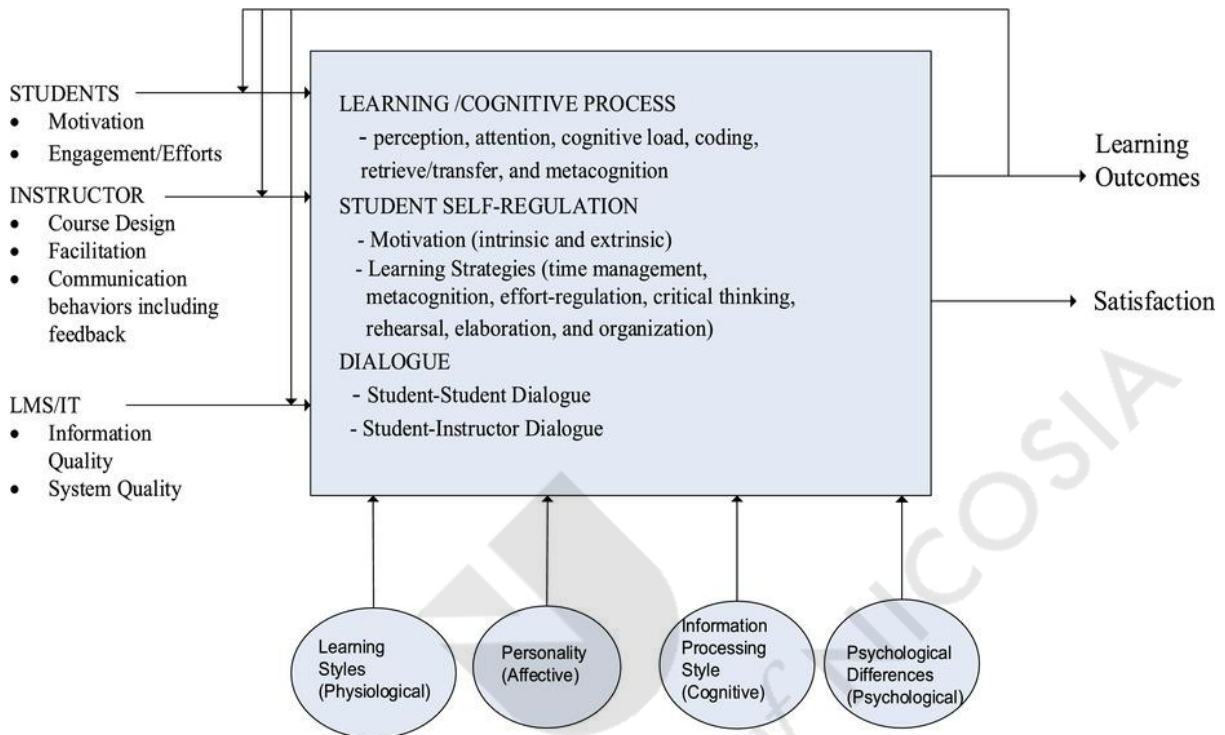 STUDENTS
• Motivation
• Engagement/Efforts
INSTRUCTOR
• Course Design
• Facilitation
• Communication
behaviors including
feedback
LMS/IT
• Information
Quality
• System Quality
LEARNING /COGNITIVE PROCESS
- perception, attention, cognitive load, coding,
retrieve/transfer, and metacognition
STUDENT SELF-REGULATION
- Motivation (intrinsic and extrinsic)
- Learning Strategies (time management,
metacognition, effort-regulation, critical thinking,
rehearsal, elaboration, and organization)
DIALOGUE
- Student-Student Dialogue
- Student-Instructor Dialogue
Learning
Outcomes
Satisfaction
Learning
Styles
(Physiological)
Personality
(Affective)
Information
Processing
Style
(Cognitive)
Psychological
Differences
(Psychological)
of NICOSIA